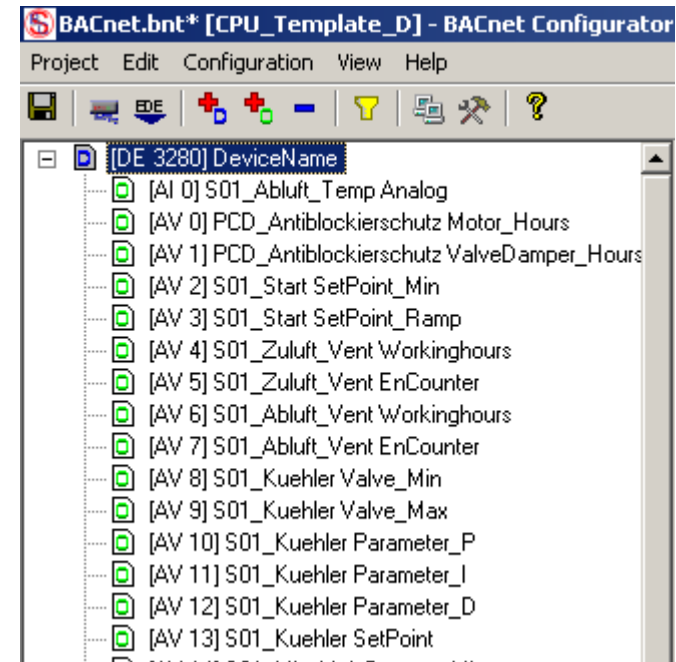 BACnet.bnt* [CPU_Template_D] - BACnet Configurator
Project Edit Configuration View Help
EDE
[DE 3280] DeviceName
[AI 0] S01_Abluft_Temp Analog
[AV 0] PCD_Antiblockierschutz Motor_Hours
[AV 1] PCD_Antiblockierschutz ValveDamper_Hours
[AV 2] S01_Start SetPoint_Min
[AV 3] S01_Start SetPoint_Ramp
[AV 4] S01_Zuluft_Vent Workinghours
[AV 5] S01_Zuluft_Vent EnCounter
[AV 6] S01_Abluft_Vent Workinghours
[AV 7] S01_Abluft_Vent EnCounter
[AV 8] S01_Kuehler Valve_Min
[AV 9] S01_Kuehler Valve_Max
[AV 10] S01_Kuehler Parameter_P
[AV 11] S01_Kuehler Parameter_I
[AV 12] S01_Kuehler Parameter_D
[AV 13] S01_Kuehler SetPoint